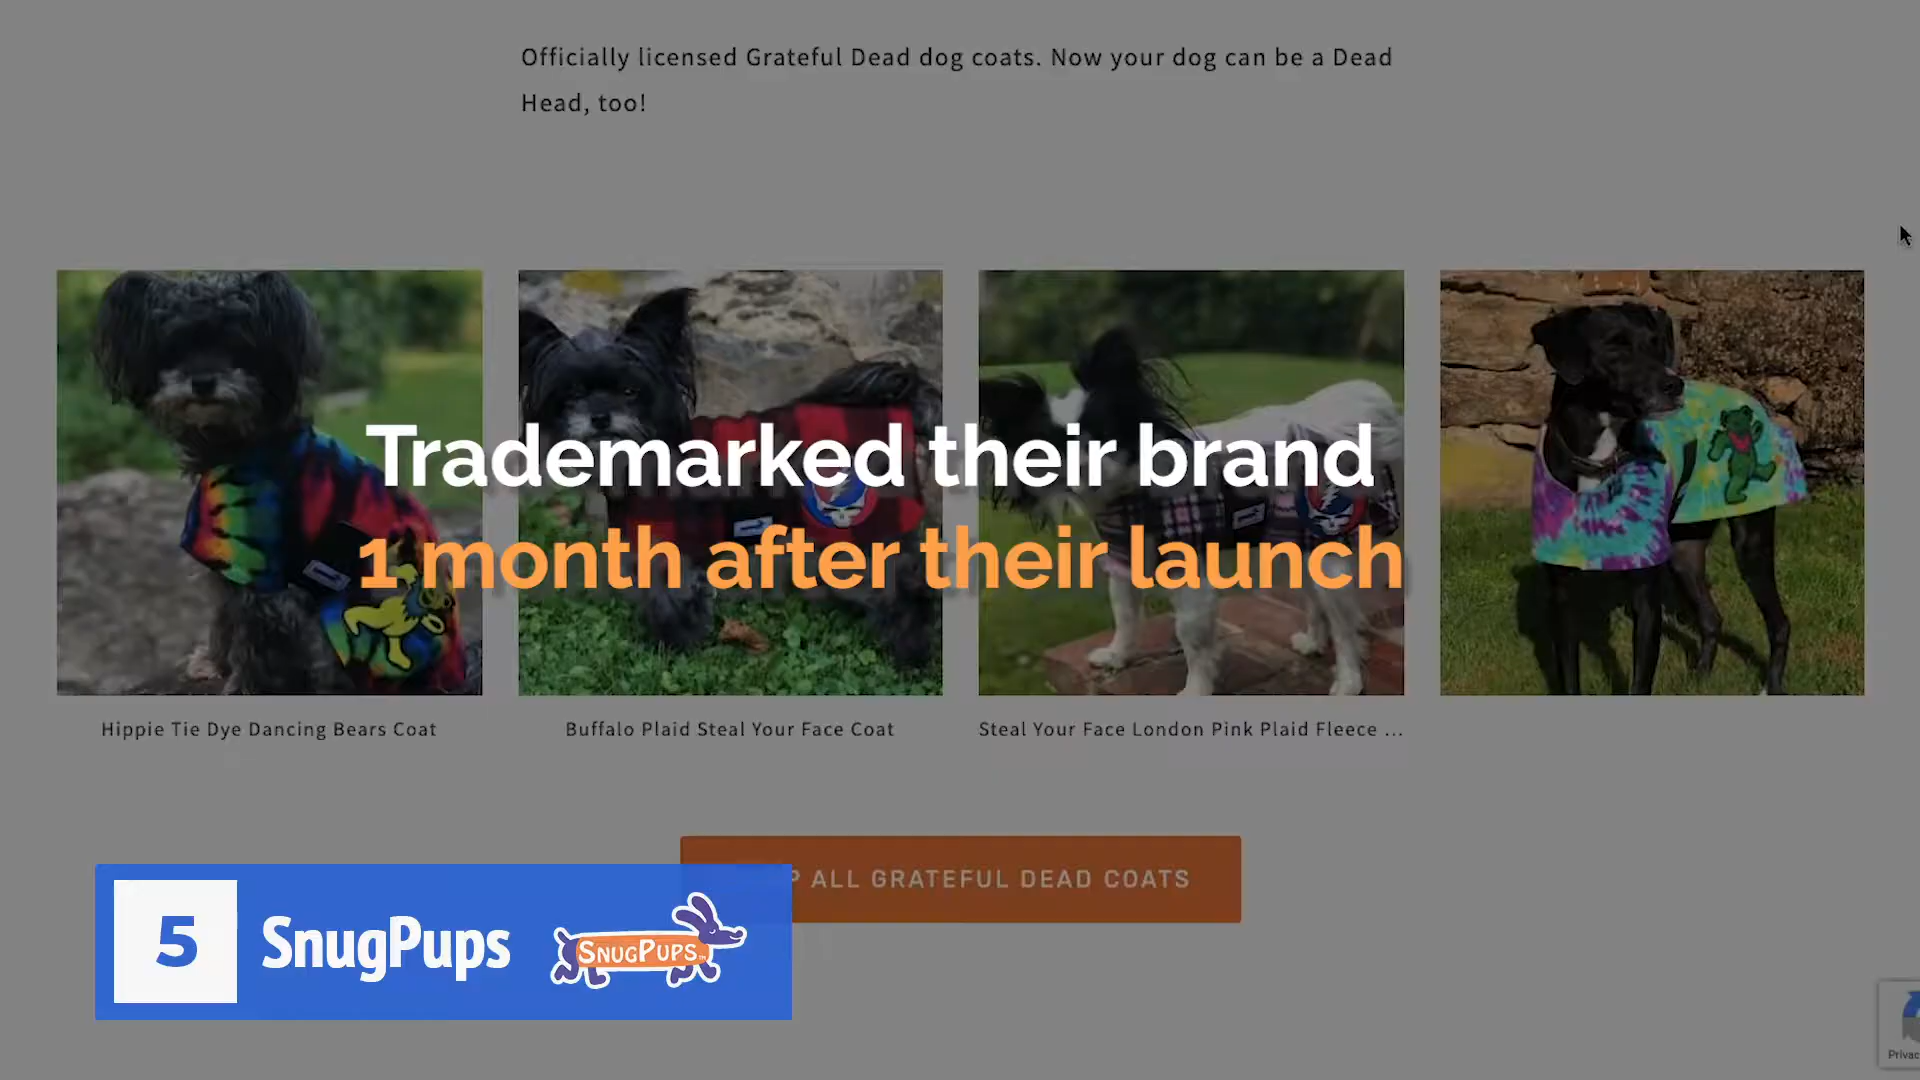 Officially licensed Grateful Dead dog coats. Now your dog can be a Dead
Head, too!
Trademarked their brand
1 month after their launch
Hippie Tie Dye Dancing Bears Coat
Buffalo Plaid Steal Your Face Coat
Steal Your Face London Pink Plaid Fleece ...
P ALL GRATEFUL DEAD COATS
5
SnugPups
SNUGPUPS
Privac